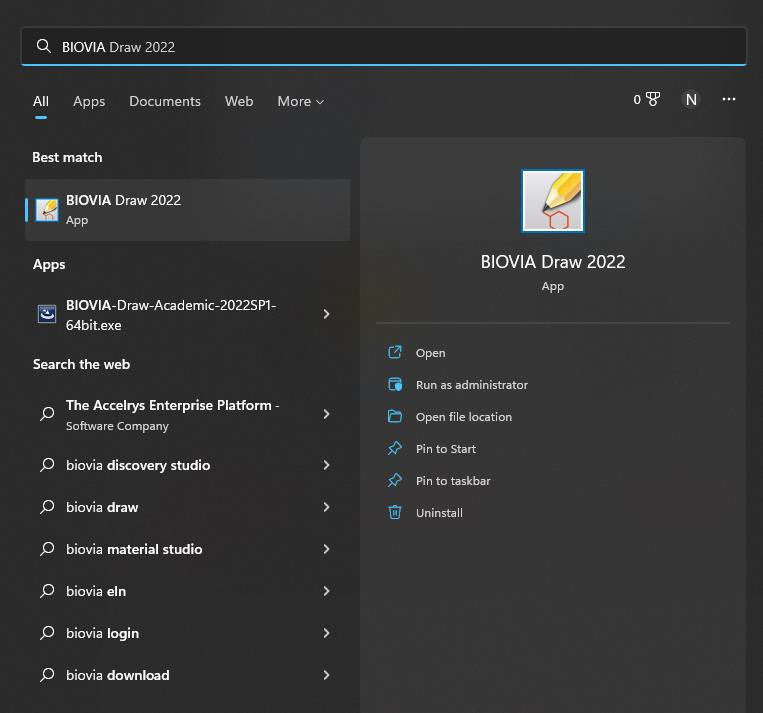 BIOVIA Draw 2022
All Apps Documents Web More
0
N
Best match
BIOVIA Draw 2022
App
Apps
BIOVIA-Draw-Academic-2022SP1-
64bit.exe
Search the web
The Accelrys Enterprise Platform -
Software Company
biovia discovery studio
biovia draw
biovia material studio
biovia eln
biovia login
biovia download
BIOVIA Draw 2022
App
Open
Run as administrator
Open file location
Pin to Start
Pin to taskbar
Uninstall